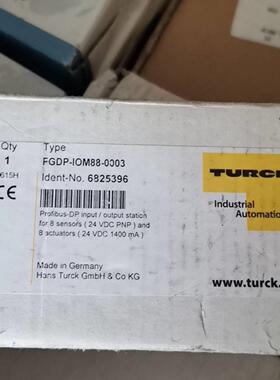 Qty
Type
1
FGDP-IOM88-0003
Ident-No. 6825396
CE
Profibus-DP input / output station
for 8 sensors ( 24 VDC PNP ) and
8 actuators ( 24 VDC 1400 mA )
Made in Germany
Hans Turck GmbH & Co KG
TURCK
Industrial
Automation
www.turck.